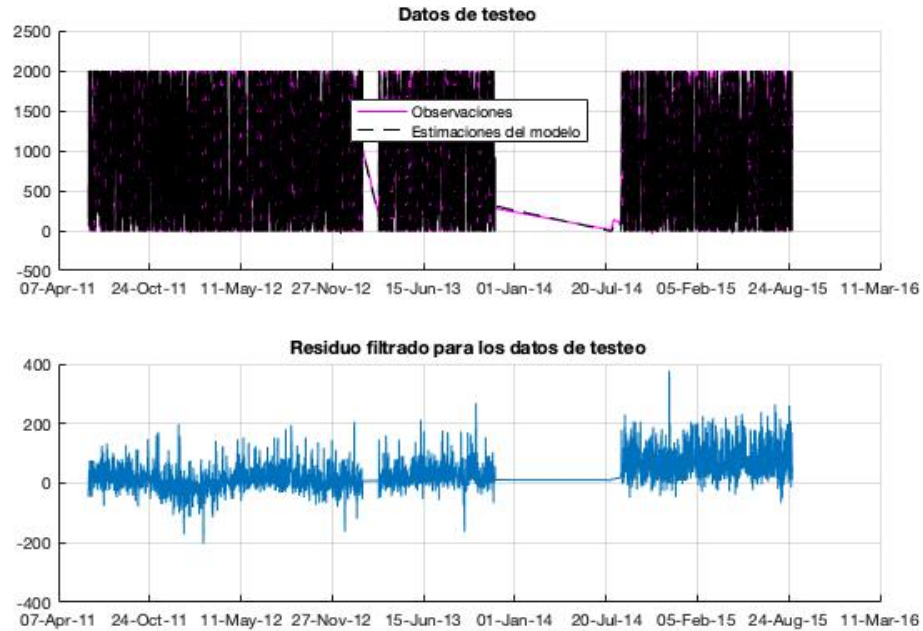 Datos de testeo
2500
2000
1500
1000
500
0
-500
Observaciones
Estimaciones del modelo
07-Apr-11 24-Oct-11 11-May-12 27-Nov-12 15-Jun-13 01-Jan-14 20-Jul-14 05-Feb-15 24-Aug-15 11-Mar-16
Residuo filtrado para los datos de testeo
400
200
0
-200
-400
07-Apr-11 24-Oct-11 11-May-12 27-Nov-12 15-Jun-13 01-Jan-14 20-Jul-14 05-Feb-15 24-Aug-15 11-Mar-16